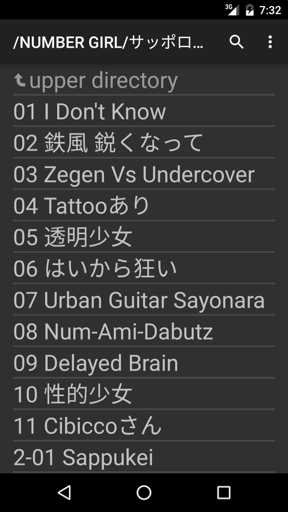 3G 7:32
/NUMBER GIRL/サッポロ...
upper directory
01 I Don't Know
02 鉄風 鋭くなって
03 Zegen Vs Undercover
04 Tattooあり
05 透明少女
06 はいから狂い
07 Urban Guitar Sayonara
08 Num-Ami-Dabutz
09 Delayed Brain
10 性的少女
11 Cibiccoさん
2-01 Sappukei